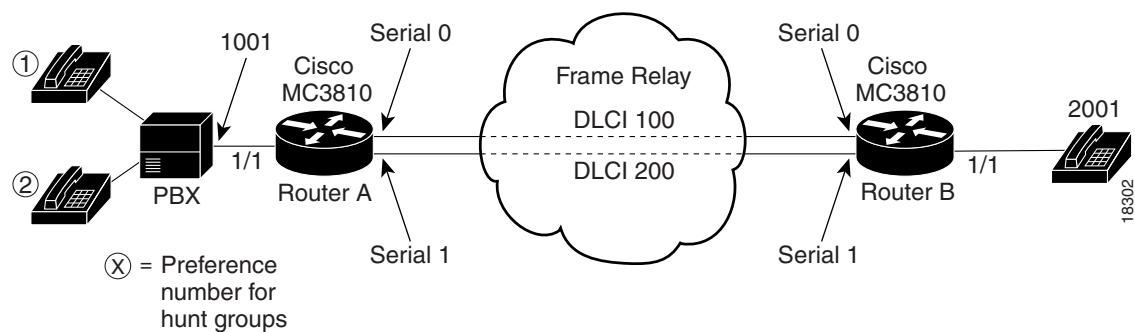 1001
Serial 0
Serial 0
①
Cisco
MC3810
Frame Relay
Cisco
MC3810
DLCI 100
2001
1/1
DLCI 200
1/1
②
PBX
Router A
Router B
18302
Serial 1
Serial 1
Ⓧ = Preference
number for
hunt groups